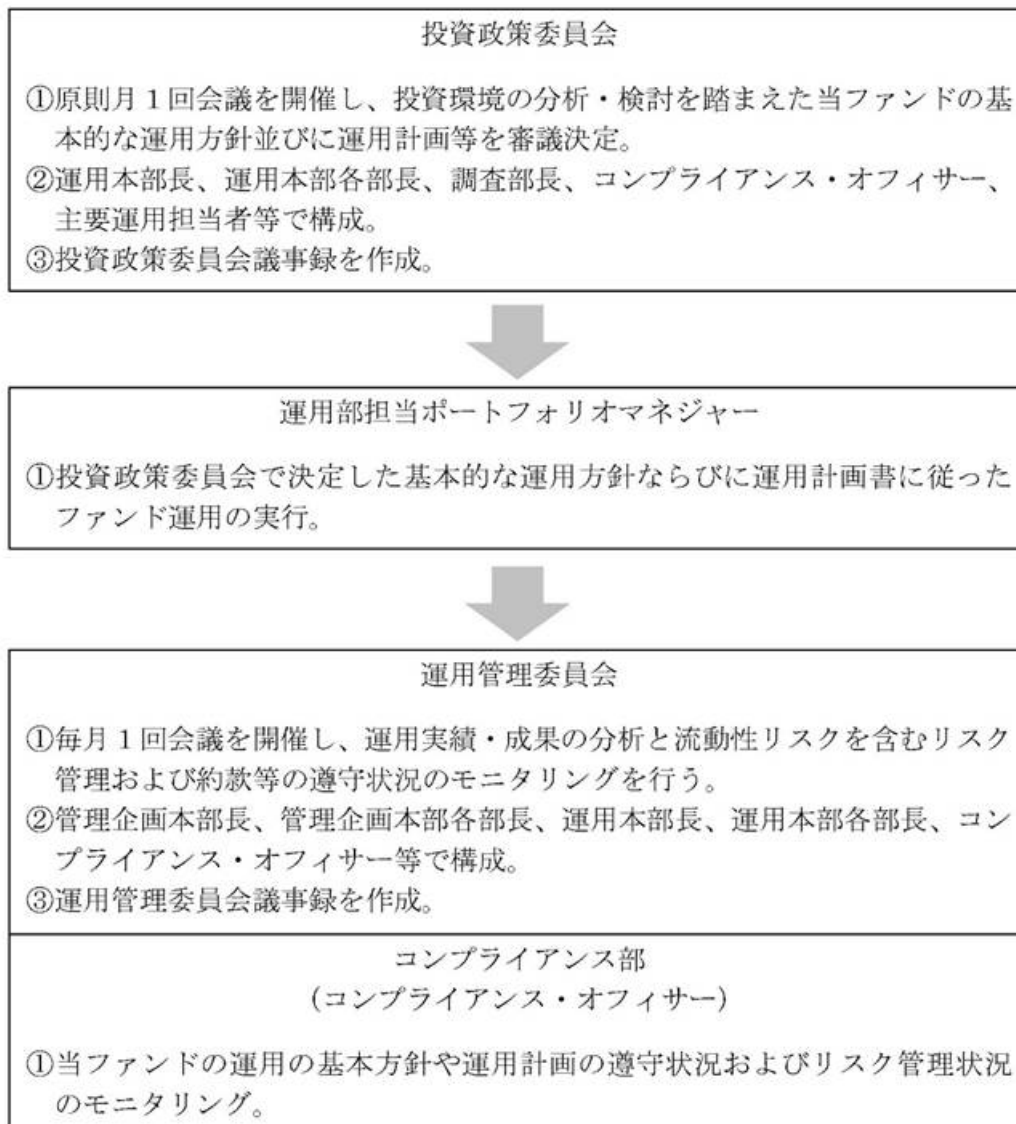 投資政策委員会
①原則月１回会議を開催し、投資環境の分析・検討を踏まえた当ファンドの基
本的な運用方針並びに運用計画等を審議決定。
②運用本部長、運用本部各部長、調査部長、コンプライアンス・オフィサー、
主要運用担当者等で構成。
③投資政策委員会議事録を作成。
運用部担当ポートフォリオマネジャー
①投資政策委員会で決定した基本的な運用方針ならびに運用計画書に従った
ファンド運用の実行。
運用管理委員会
①毎月１回会議を開催し、運用実績・成果の分析と流動性リスクを含むリスク
管理および約款等の遵守状況のモニタリングを行う。
②管理企画本部長、管理企画本部各部長、運用本部長、運用本部各部長、コン
プライアンス・オフィサー等で構成。
③運用管理委員会議事録を作成。
コンプライアンス部
(コンプライアンス・オフィサー)
①当ファンドの運用の基本方針や運用計画の遵守状況およびリスク管理状況
のモニタリング。